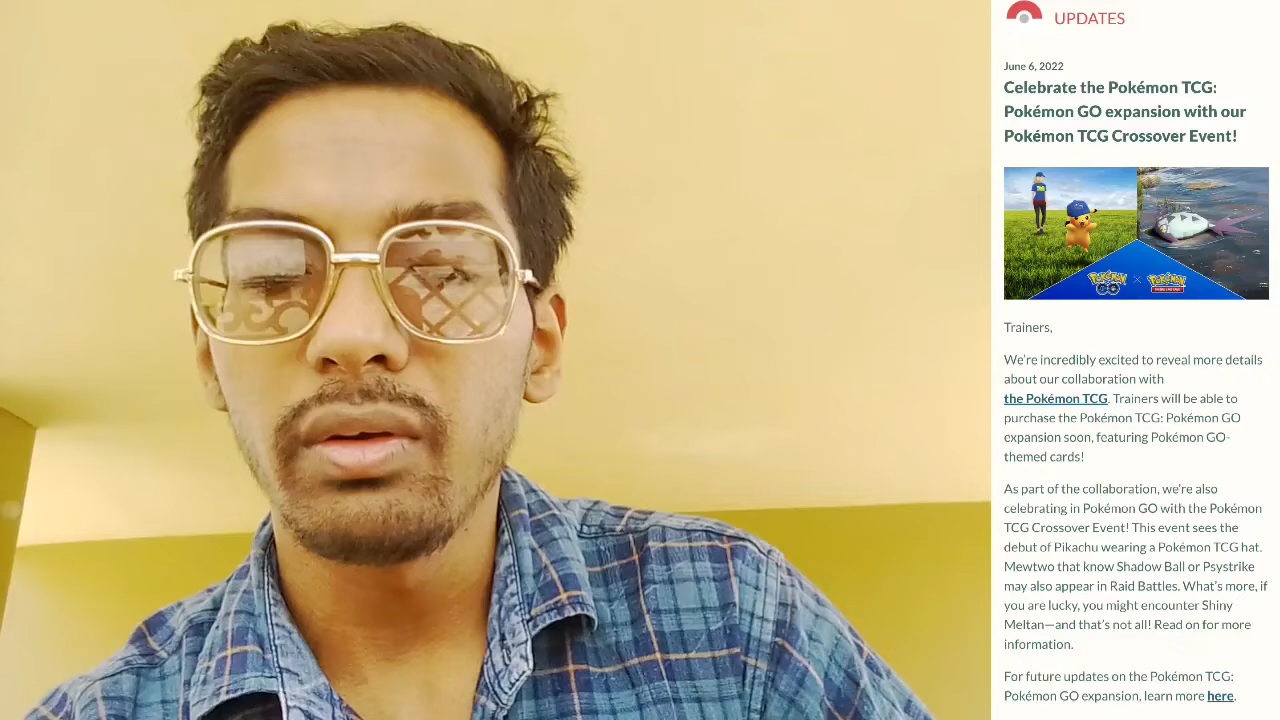 UPDATES
June 6, 2022
Celebrate the Pokémon TCG:
Pokémon GO expansion with our
Pokémon TCG Crossover Event!
POKÉMON GO × POKÉMON
Trainers,
We're incredibly excited to reveal more details
about our collaboration with
the Pokémon TCG. Trainers will be able to
purchase the Pokémon TCG: Pokémon GO
expansion soon, featuring Pokémon GO-
themed cards!
As part of the collaboration, we're also
celebrating in Pokémon GO with the Pokémon
TCG Crossover Event! This event sees the
debut of Pikachu wearing a Pokémon TCG hat.
Mewtwo that know Shadow Ball or Psystrike
may also appear in Raid Battles. What's more, if
you are lucky, you might encounter Shiny
Meltan—and that's not all! Read on for more
information.
For future updates on the Pokémon TCG:
Pokémon GO expansion, learn more here.